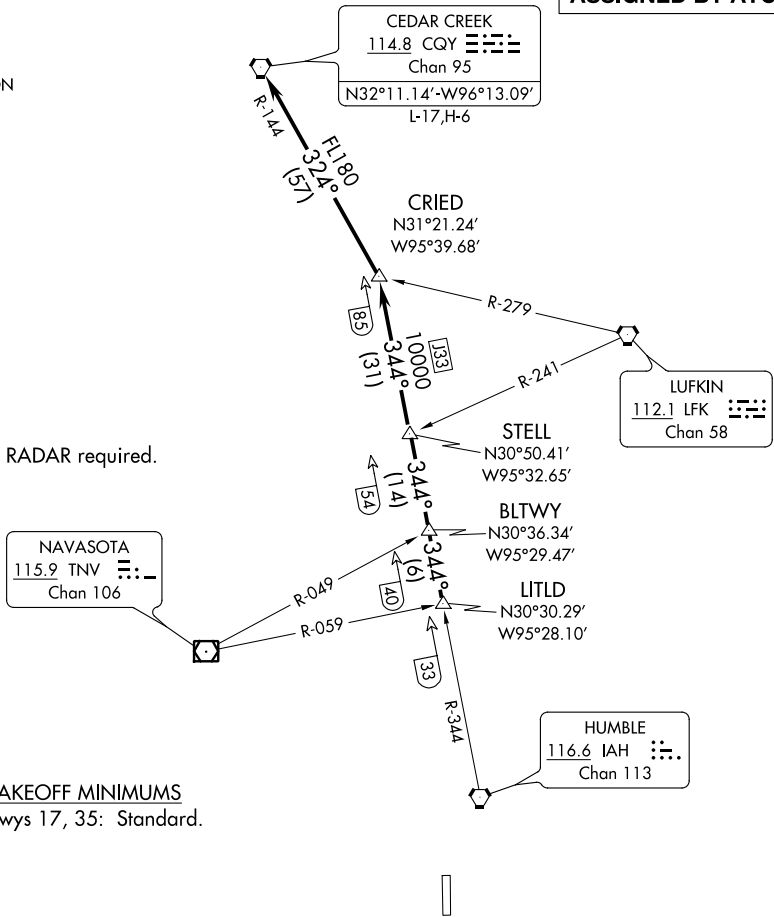 CEDAR CREEK
114.8 CQY
Chan 95
N32°11.14'-W96°13.09'
L-17,H-6
R-144
FL180
324°
(57)
CRIED
N31°21.24'
W95°39.68'
R-279
85
J33
10000
344°
(31)
R-241
LUFKIN
112.1 LFK
Chan 58
STELL
N30°50.41'
W95°32.65'
RADAR required.
344°
(14)
54
BLTWY
N30°36.34'
W95°29.47'
NAVASOTA
115.9 TNV
Chan 106
R-049
344°
(6)
40
R-059
LITLD
N30°30.29'
W95°28.10'
33
R-344
HUMBLE
116.6 IAH
Chan 113
AKEOFF MINIMUMS
wys 17, 35: Standard.